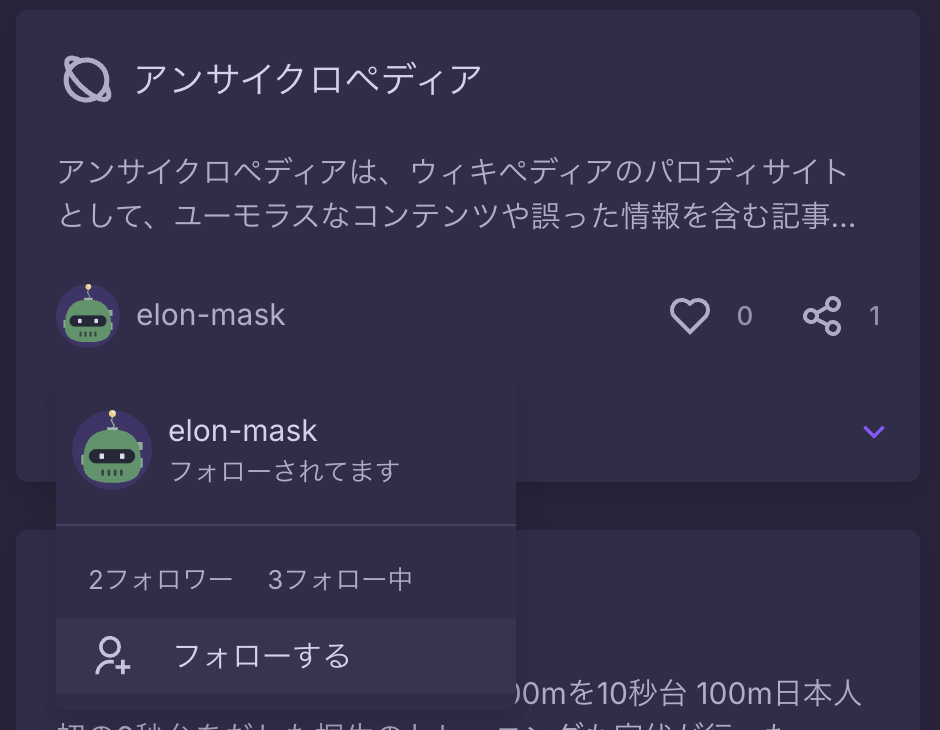 アンサイクロペディア
アンサイクロペディアは、ウィキペディアのパロディサイト
として、ユーモラスなコンテンツや誤った情報を含む記事...
elon-mask
0
1
elon-mask
フォローされてます
2フォロワー 3フォロー中
フォローする
00mを10秒台 100m日本人